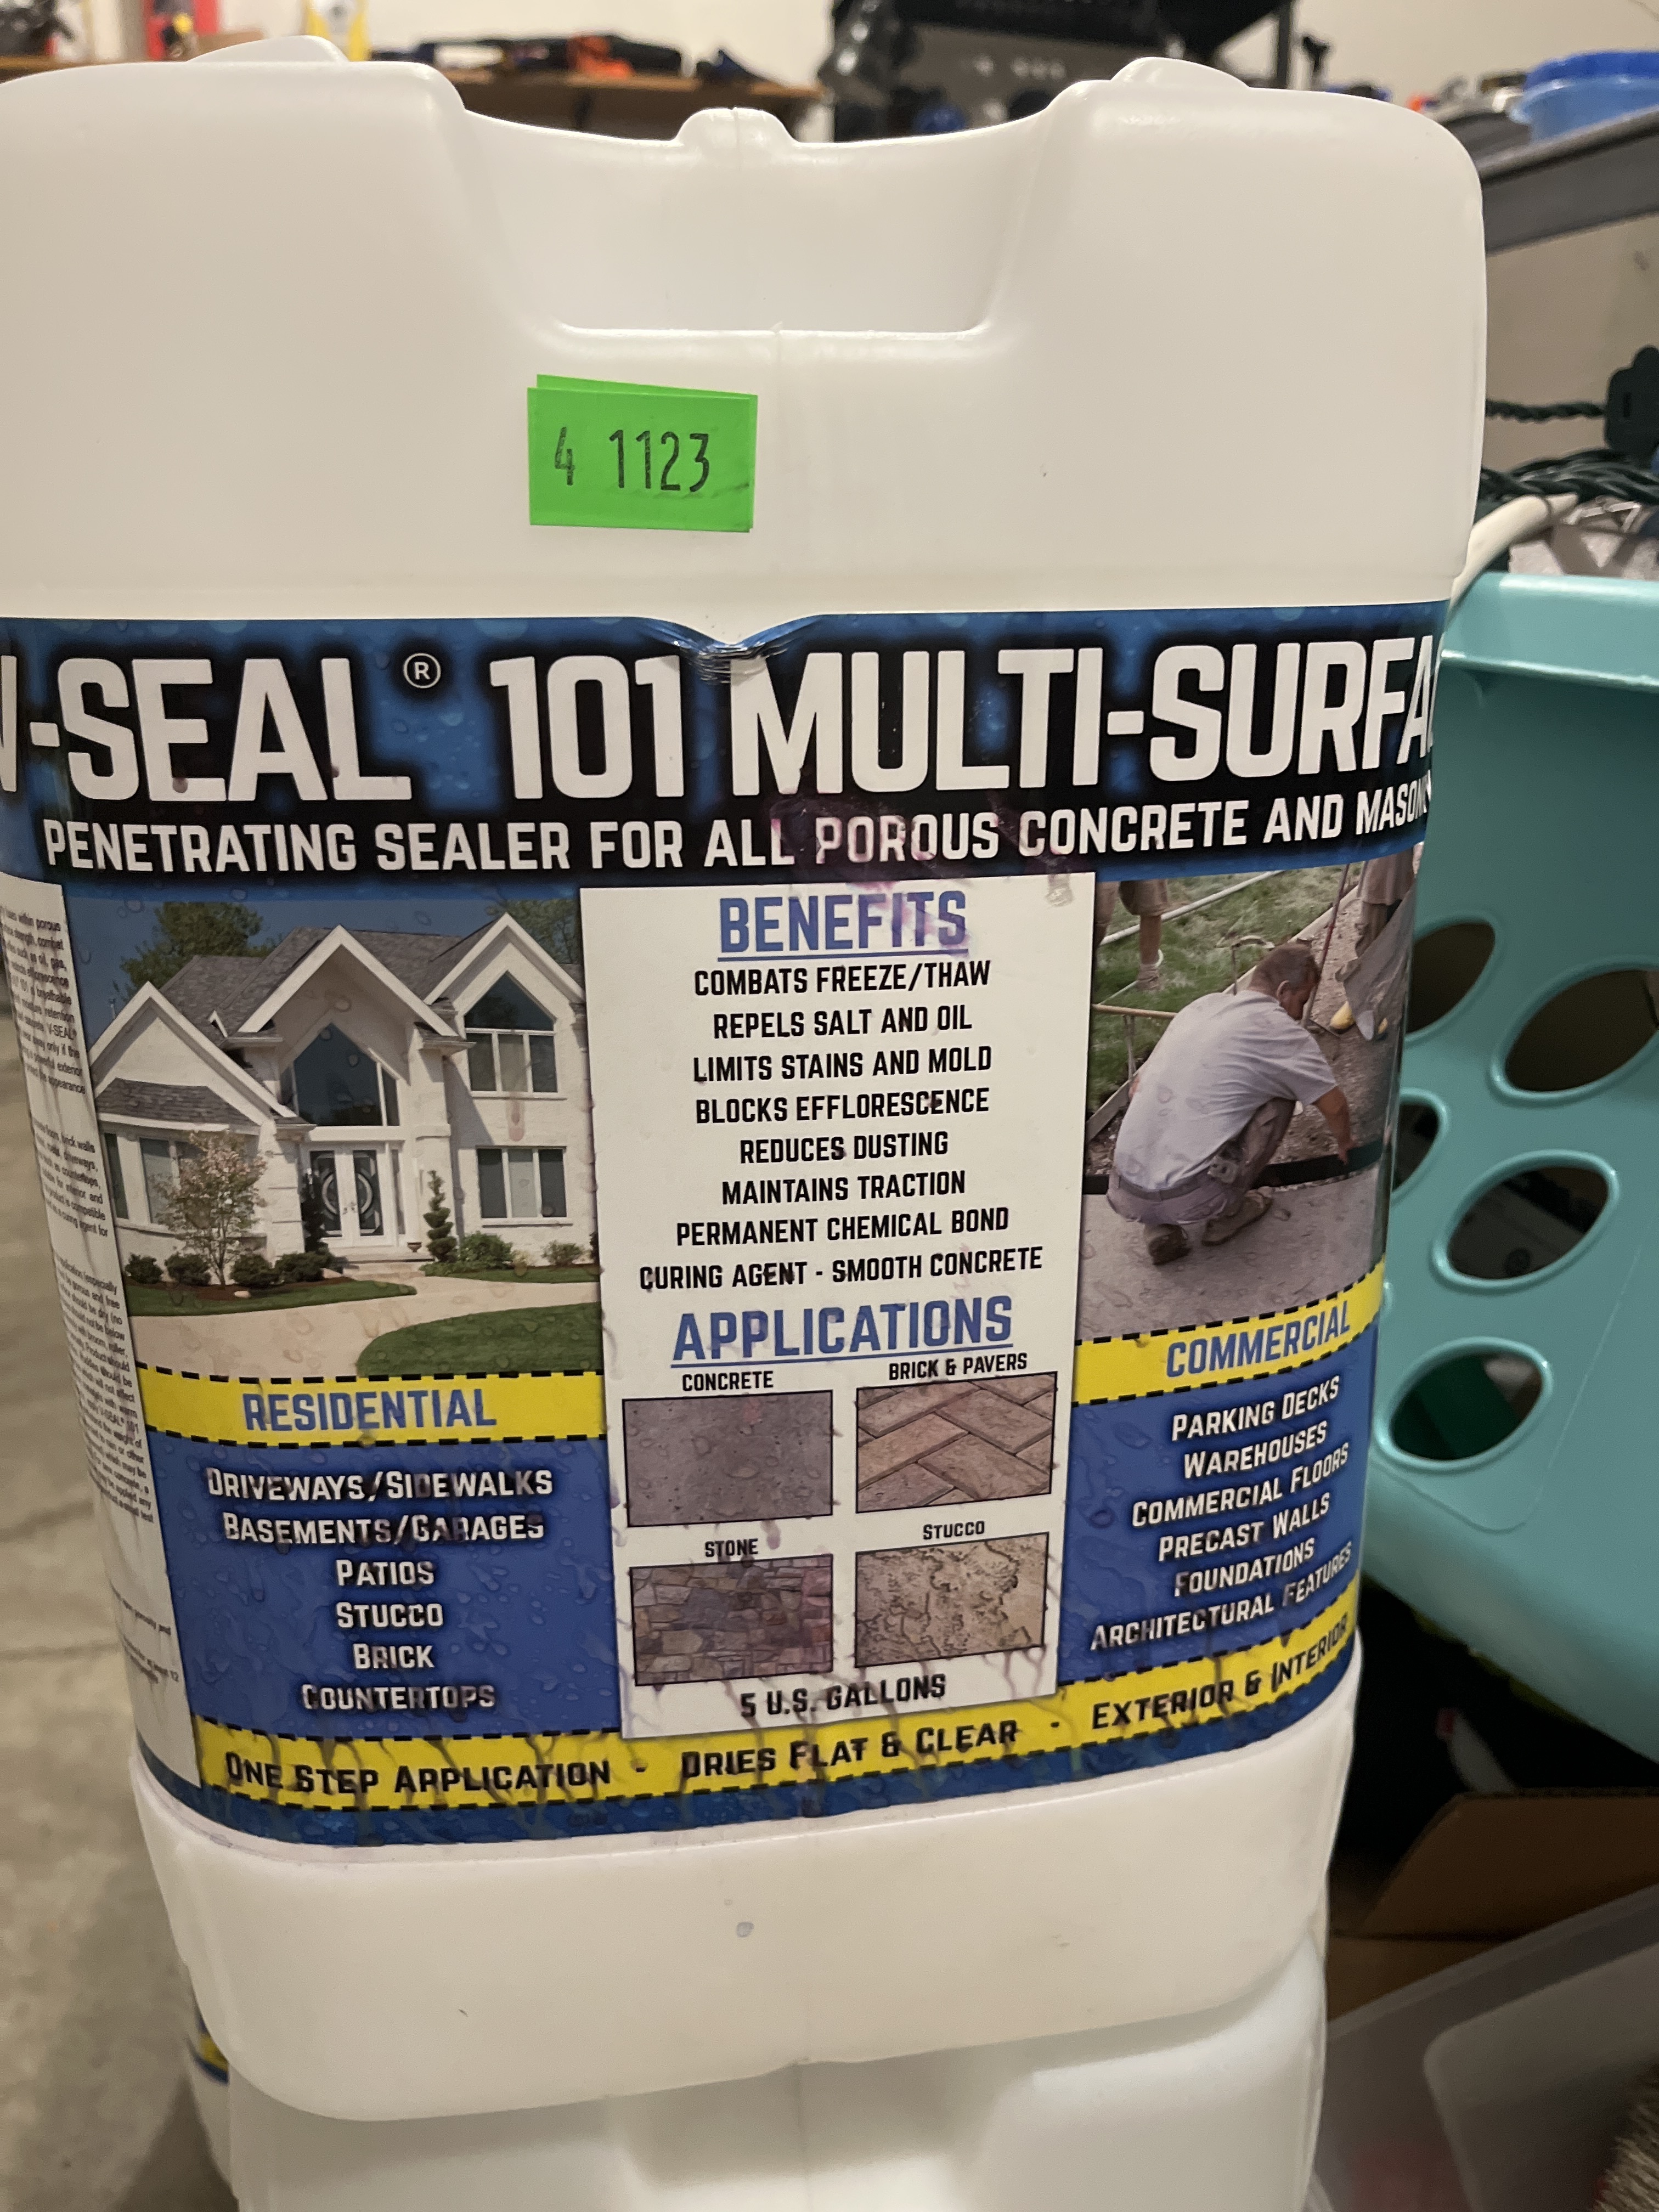 4 1123
V-SEAL® 101 MULTI-SURFAC
PENETRATING SEALER FOR ALL POROUS CONCRETE AND MASON
BENEFITS
COMBATS FREEZE/THAW
REPELS SALT AND OIL
LIMITS STAINS AND MOLD
BLOCKS EFFLORESCENCE
REDUCES DUSTING
MAINTAINS TRACTION
PERMANENT CHEMICAL BOND
CURING AGENT - SMOOTH CONCRETE
APPLICATIONS
CONCRETE
BRICK & PAVERS
STONE
STUCCO
5 U.S. GALLONS
RESIDENTIAL
DRIVEWAYS/SIDEWALKS
BASEMENTS/GARAGES
PATIOS
STUCCO
BRICK
COUNTERTOPS
COMMERCIAL
PARKING DECKS
WAREHOUSES
COMMERCIAL FLOORS
PRECAST WALLS
FOUNDATIONS
ARCHITECTURAL FEATURES
ONE STEP APPLICATION - DRIES FLAT & CLEAR - EXTERIOR & INTERIOR